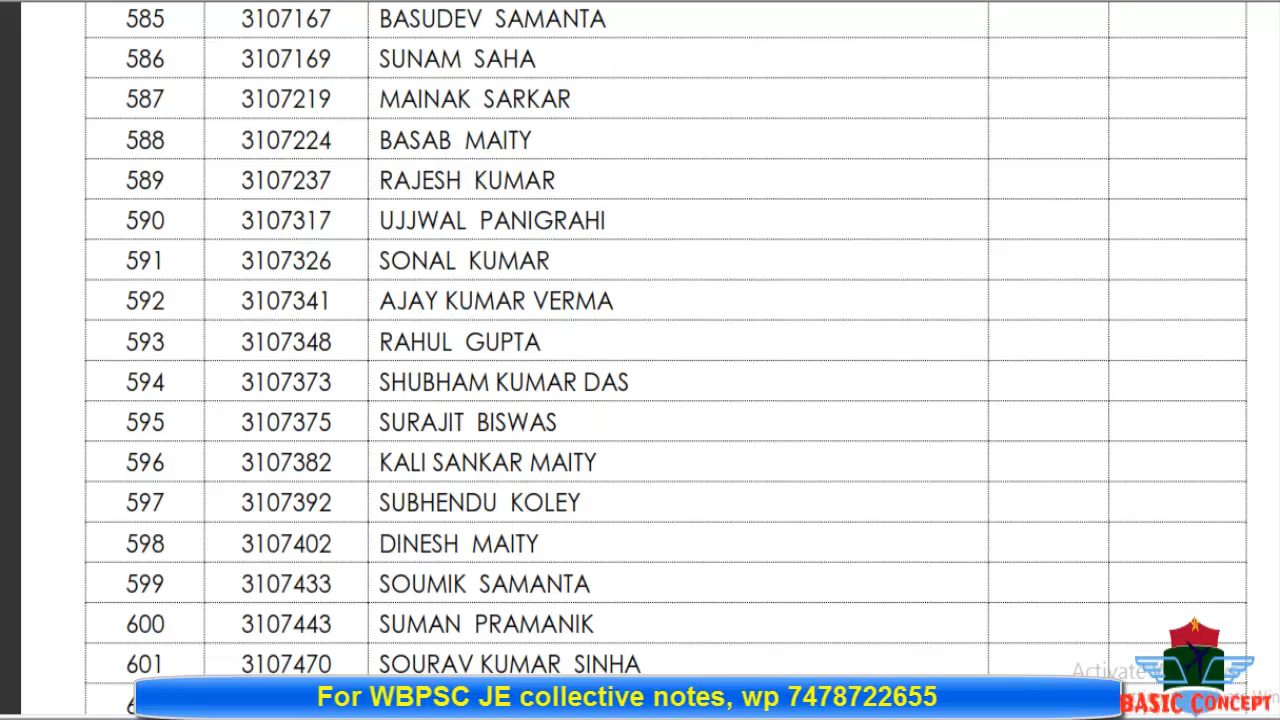 585 3107167 BASUDEV SAMANTA
586 3107169 SUNAM SAHA
587 3107219 MAINAK SARKAR
588 3107224 BASAB MAITY
589 3107237 RAJESH KUMAR
590 3107317 UJJWAL PANIGRAHI
591 3107326 SONAL KUMAR
592 3107341 AJAY KUMAR VERMA
593 3107348 RAHUL GUPTA
594 3107373 SHUBHAM KUMAR DAS
595 3107375 SURAJIT BISWAS
596 3107382 KALI SANKAR MAITY
597 3107392 SUBHENDU KOLEY
598 3107402 DINESH MAITY
599 3107433 SOUMIK SAMANTA
600 3107443 SUMAN PRAMANIK
601 3107470 SOURAV KUMAR SINHA
Activate
For WBPSC JE collective notes, wp 7478722655
BASIC CONCEPT